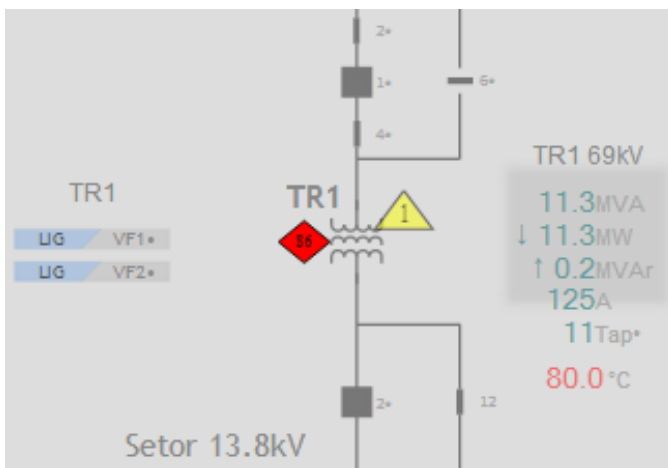 2•
1•
6•
4•
TR1 69kV
TR1
TR1
1
11.3MVA
LIG VF1•
86
↓ 11.3MW
LIG VF2•
↑ 0.2MVAr
125A
11Tap•
80.0 °C
2•
12
Setor 13.8kV